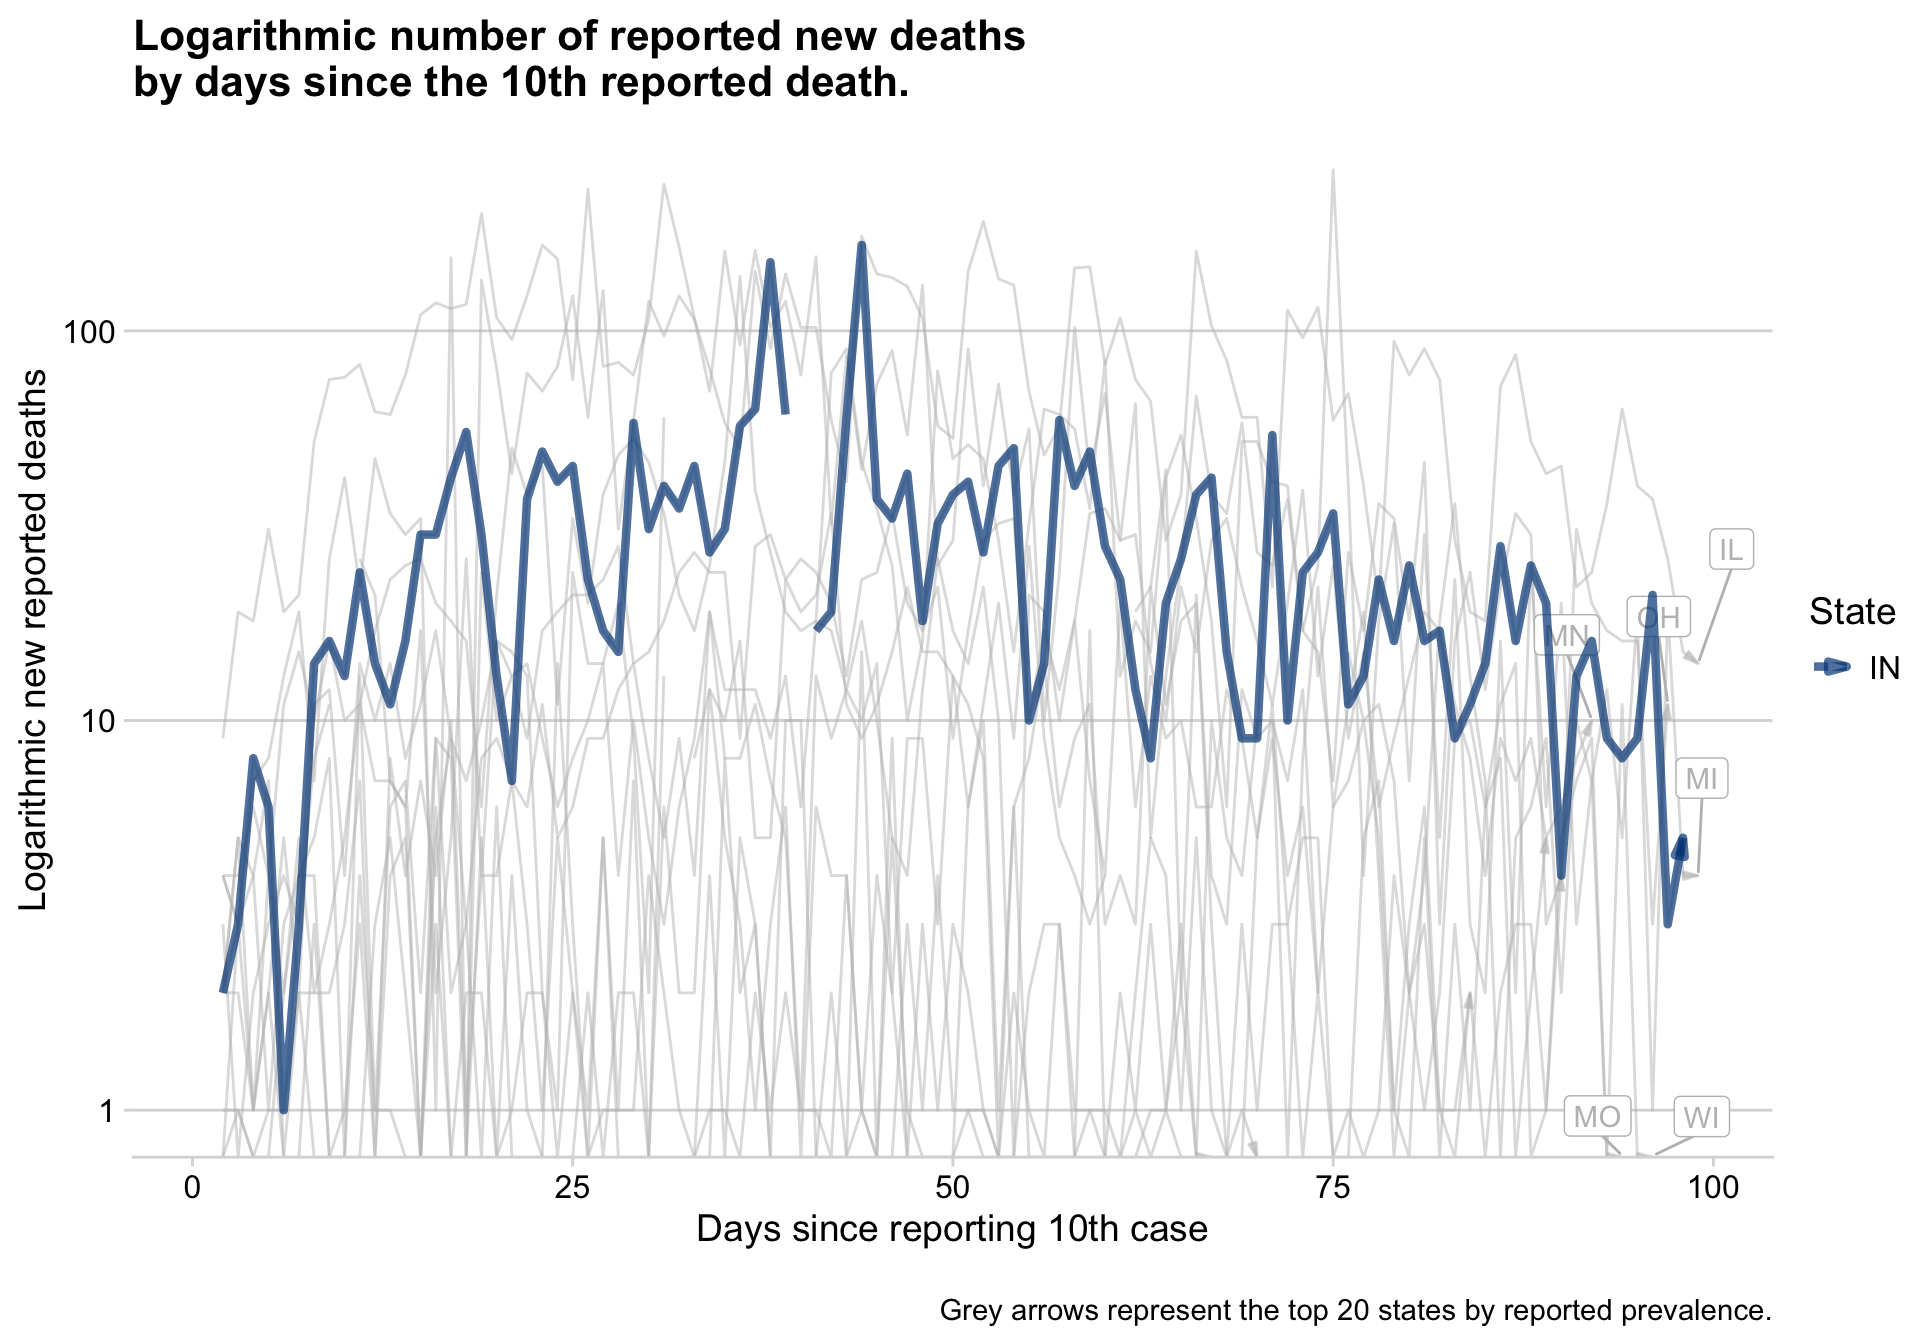 Logarithmic number of reported new deaths
by days since the 10th reported death.
Logarithmic new reported deaths
100
10
1
IL
OH
MN
MI
MO
WI
State
IN
0
25
50
75
100
Days since reporting 10th case
Grey arrows represent the top 20 states by reported prevalence.